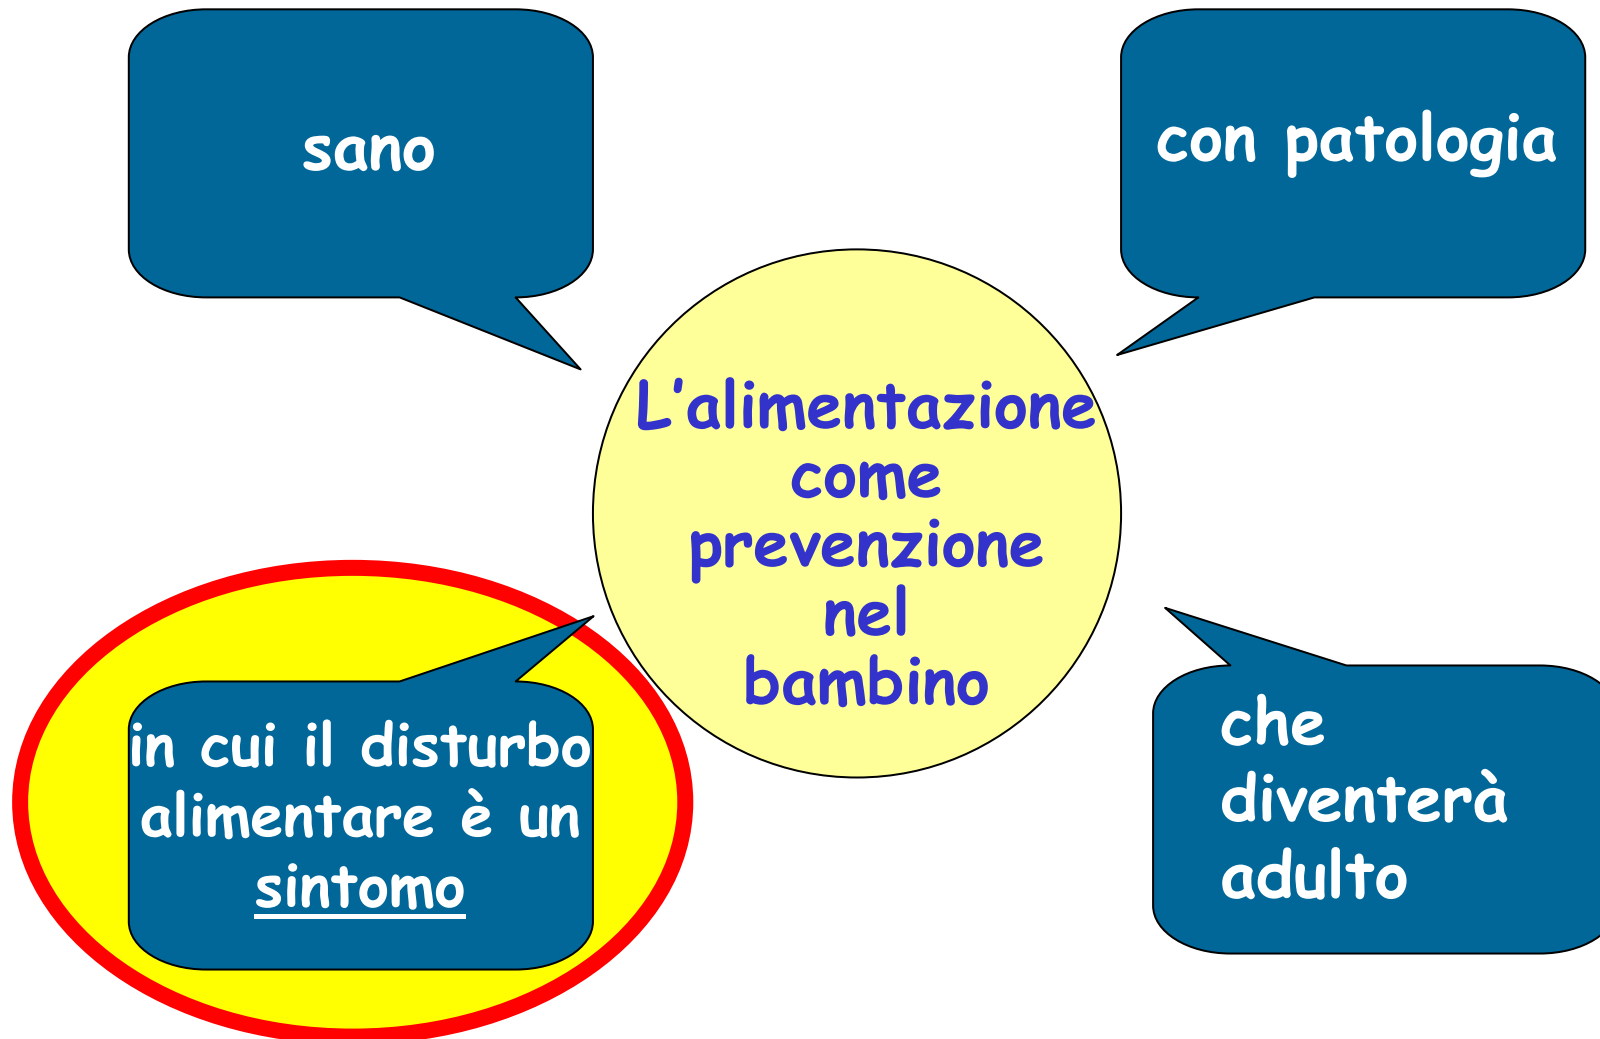 sano
con patologia
L'alimentazione
come
prevenzione
nel
bambino
in cui il disturbo
alimentare è un
sintomo
che
diventerà
adulto